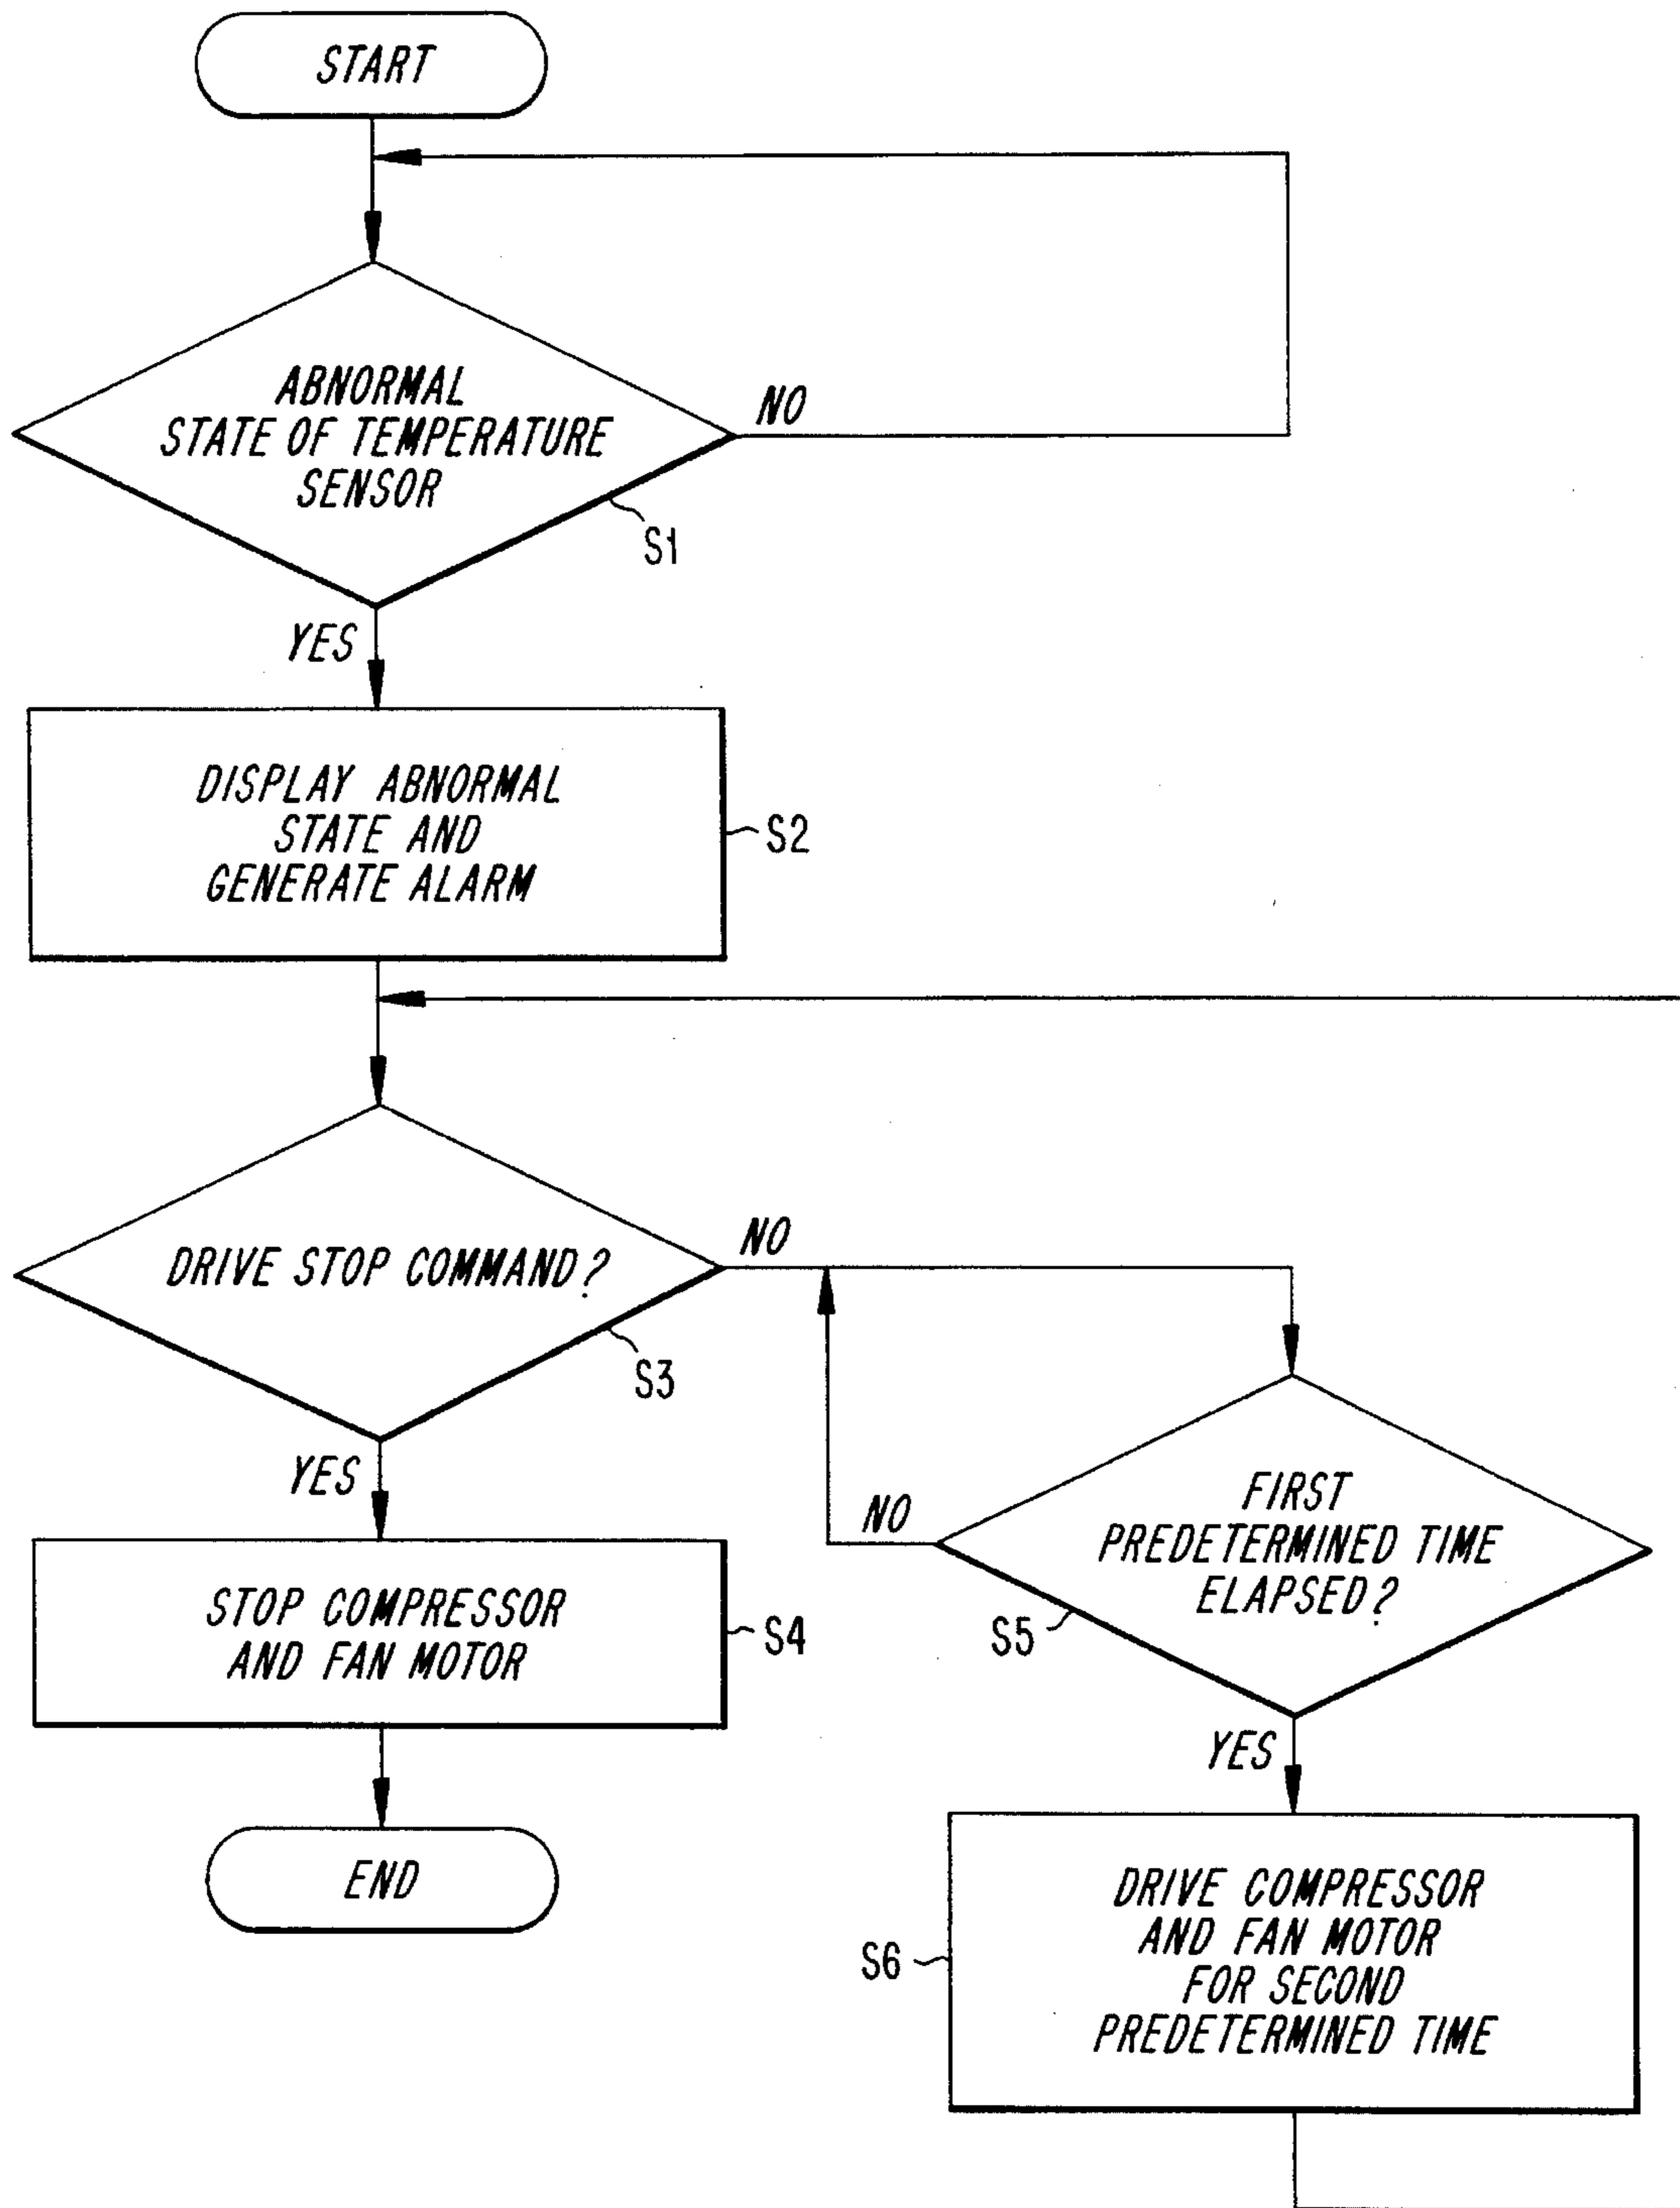 START
ABNORMAL
STATE OF TEMPERATURE
SENSOR
NO
S1
YES
DISPLAY ABNORMAL
STATE AND
GENERATE ALARM
S2
DRIVE STOP COMMAND?
NO
S3
YES
STOP COMPRESSOR
AND FAN MOTOR
S4
END
FIRST
PREDETERMINED TIME
ELAPSED?
NO
S5
YES
DRIVE COMPRESSOR
AND FAN MOTOR
FOR SECOND
PREDETERMINED TIME
S6